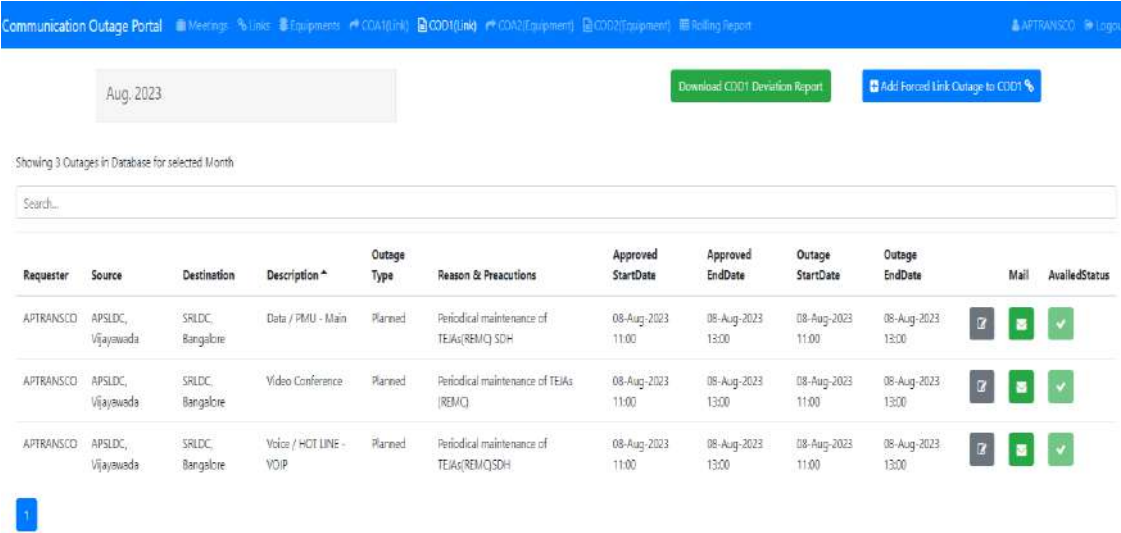 Communication Outage Portal Meetings Links Equipments COA1(Link) COD1(Link) COA2(Equipment) COD2(Equipment) Rolling Report APTRANSCO Logou
Aug. 2023
Download COD1 Deviation Report
Add Forced Link Outage to COD1
Showing 3 Outages in Database for selected Month
Search...
Requester Source Destination Description Outage Type Reason & Preacutions Approved StartDate Approved EndDate Outage StartDate Outage EndDate Mail AvailedStatus
APTRANSCO APSLDC, SRLDC, Data / PMU - Main Planned Periodical maintenance of 08-Aug-2023 08-Aug-2023 08-Aug-2023 08-Aug-2023
Vijayawada Bangalore TEJAs(REMC) SDH 11:00 13:00 11:00 13:00
APTRANSCO APSLDC, SRLDC, Video Conference Planned Periodical maintenance of TEJAs 08-Aug-2023 08-Aug-2023 08-Aug-2023 08-Aug-2023
Vijayawada Bangalore (REMC) 11:00 13:00 11:00 13:00
APTRANSCO APSLDC, SRLDC, Voice / HOT LINE - Planned Periodical maintenance of 08-Aug-2023 08-Aug-2023 08-Aug-2023 08-Aug-2023
Vijayawada Bangalore VOIP TEJAs(REMC)SDH 11:00 13:00 11:00 13:00
1